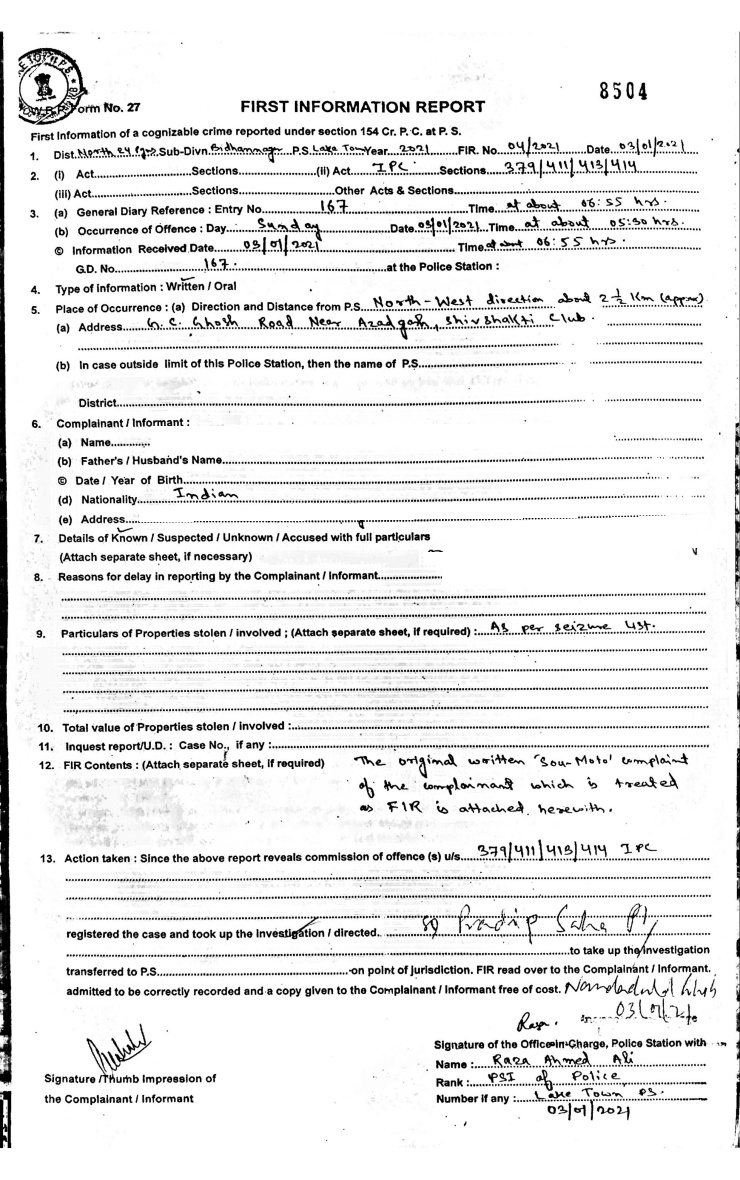 8504
Form No. 27
FIRST INFORMATION REPORT
First Information of a cognizable crime reported under section 154 Cr. P. C. at P. S.
1. Dist. North 24 Pgs. Sub-Divn. Bidhannagar P.S. Lake Town Year 2021 FIR. No. 04/2021 Date 03/01/2021
2. (i) Act Sections (ii) Act IPC Sections 379/411/413/414
(iii) Act Sections Other Acts & Sections
3. (a) General Diary Reference : Entry No. 167 Time at about 06:55 hrs.
(b) Occurrence of Offence : Day Sunday Date 03/01/2021 Time at about 05:30 hrs.
© Information Received Date 03/01/2021 Time at about 06:55 hrs.
G.D. No. 167. at the Police Station :
4. Type of information : Written / Oral
5. Place of Occurrence : (a) Direction and Distance from P.S. North-West direction about 2½ Km (approx)
(a) Address G. C. Ghosh Road Near Azadgarh, Shivshakti Club.
(b) In case outside limit of this Police Station, then the name of P.S
District
6. Complainant / Informant :
(a) Name
(b) Father's / Husband's Name
© Date / Year of Birth
(d) Nationality Indian
(e) Address
7. Details of Known / Suspected / Unknown / Accused with full particulars
(Attach separate sheet, if necessary)
8. Reasons for delay in reporting by the Complainant / Informant
9. Particulars of Properties stolen / involved ; (Attach separate sheet, if required) : As per seizure list.
10. Total value of Properties stolen / involved :
11. Inquest report/U.D. : Case No., if any :
12. FIR Contents : (Attach separate sheet, if required) The original written 'Sou-Moto' complaint
of the complainant which is treated
as FIR is attached herewith.
13. Action taken : Since the above report reveals commission of offence (s) u/s. 379/411/413/414 IPC
registered the case and took up the investigation / directed. SI Pradip Saha
to take up the investigation
transferred to P.S. on point of jurisdiction. FIR read over to the Complainant / Informant.
admitted to be correctly recorded and a copy given to the Complainant / Informant free of cost.
Raza.
Signature of the Office-in-Charge, Police Station with
Name : Raza Ahmed Ali
Signature /Thumb Impression of
Rank : PSI of Police
the Complainant / Informant
Number if any : Lake Town PS.
03/01/2021